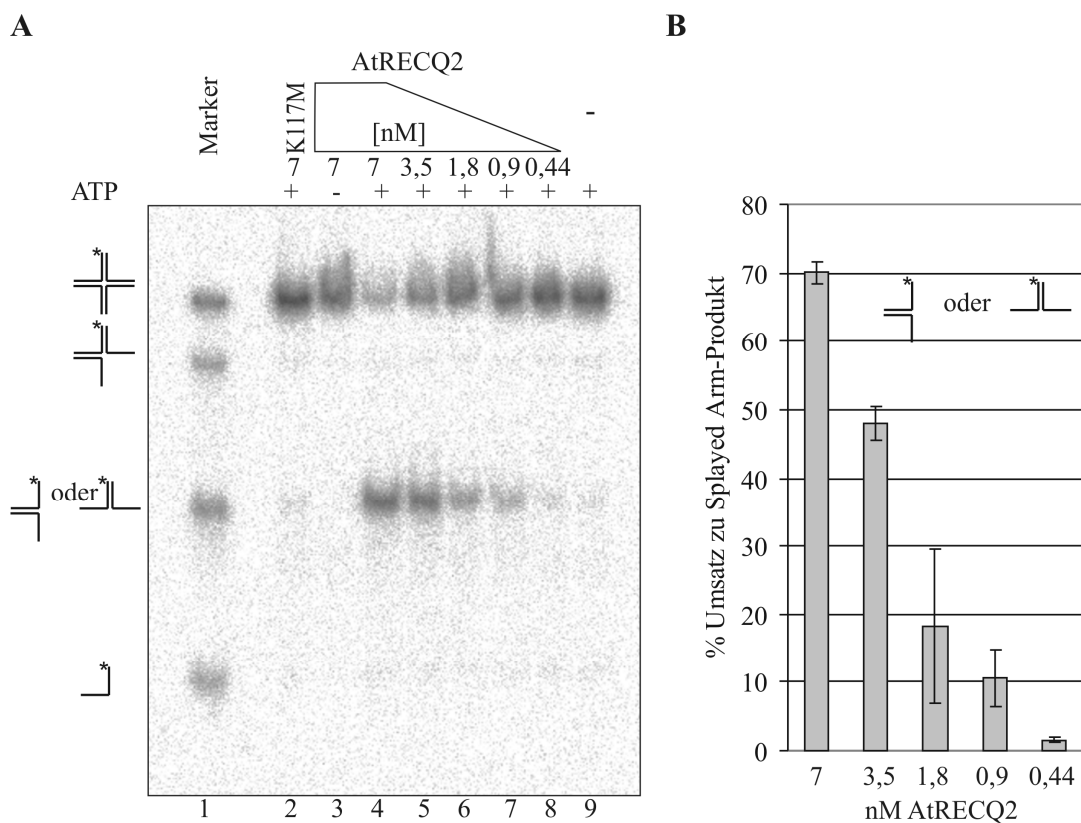 A
AtRECQ2
Marker
K117M
-
[nM]
7 7 7 3,5 1,8 0,9 0,44
ATP + - + + + + + +
*
*
* oder *
*
1 2 3 4 5 6 7 8 9
B
% Umsatz zu Splayed Arm-Produkt
80
70
60
50
40
30
20
10
0
* oder *
7 3,5 1,8 0,9 0,44
nM AtRECQ2